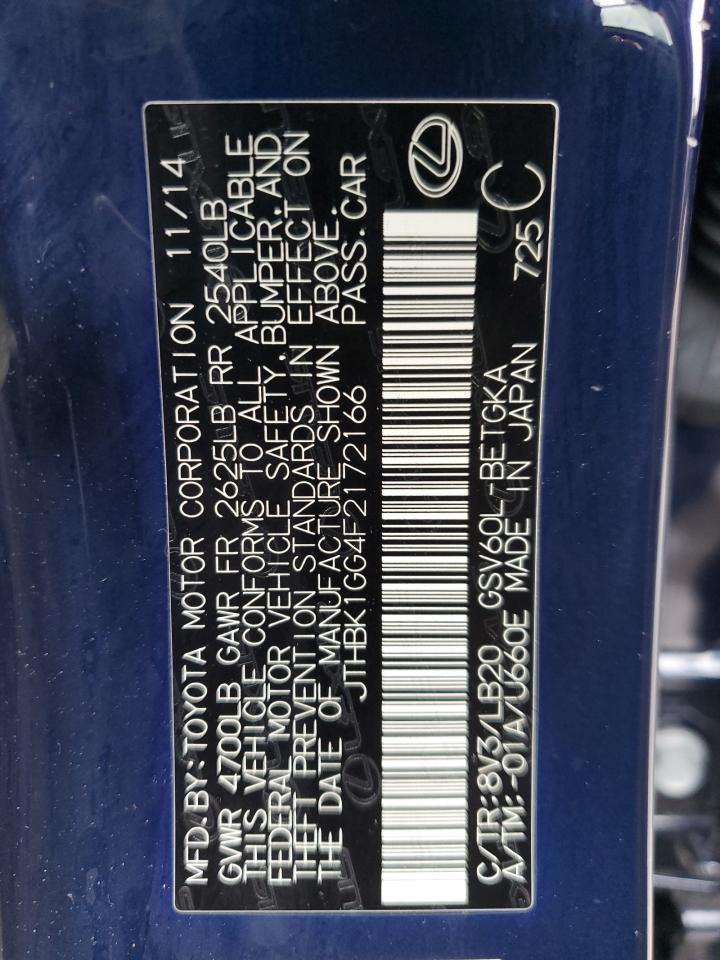 MFD.BY:TOYOTA MOTOR CORPORATION 11/14
GVWR 4700LB GAWR FR 2625LB RR 2540LB
THIS VEHICLE CONFORMS TO ALL APPLICABLE
FEDERAL MOTOR VEHICLE SAFETY,BUMPER,AND
THEFT PREVENTION STANDARDS IN EFFECT ON
THE DATE OF MANUFACTURE SHOWN ABOVE.
JTHBK1GG4F2172166 PASS.CAR
C/TR:8V3/LB20 GSV60L-BETGKA
A/TM:-01A/U660E MADE IN JAPAN 725 C